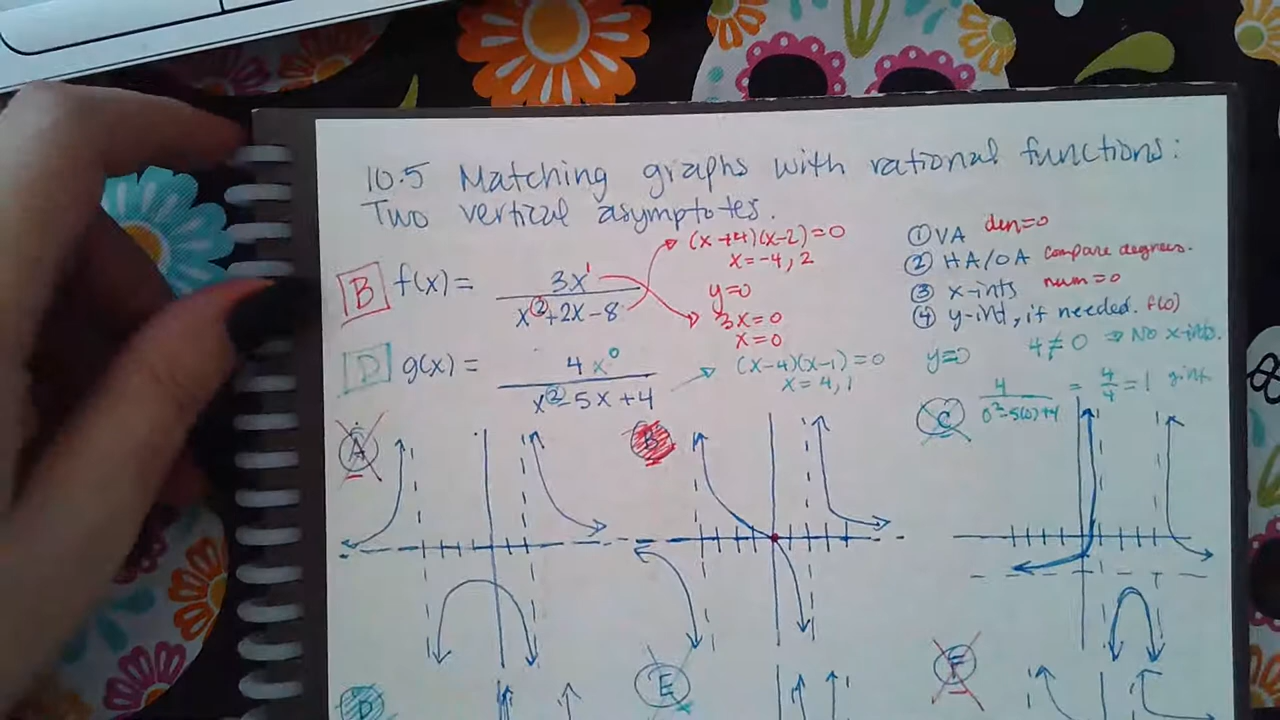 10.5 Matching graphs with rational functions:
Two vertical asymptotes.
B f(x) = 3x¹ / x²+2x-8
(x+4)(x-2)=0
x=-4, 2
y=0
3x=0
x=0
① VA den=0
② HA/OA compare degrees.
③ x-ints num=0
④ y-int, if needed. f(0)
D g(x) = 4x⁰ / x²-5x+4
(x-4)(x-1)=0
x=4,1
y=0 4≠0 ⇒ No x-ints.
4 / 0²-5(0)+4 = 4/4 = 1 y int
A
B
C
D
E
F